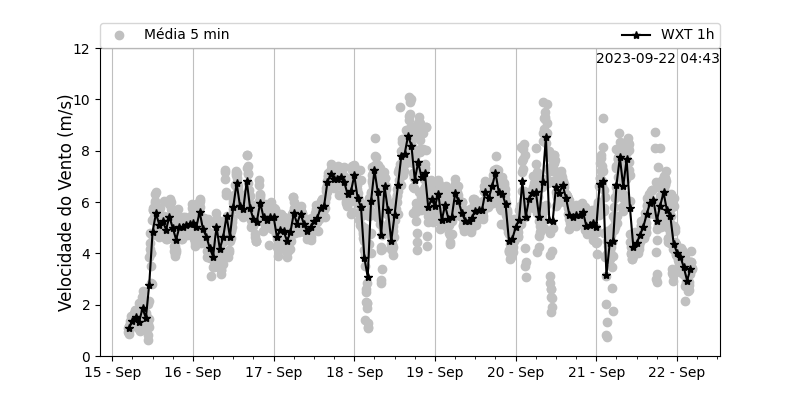 Média 5 min
WXT 1h
2023-09-22 04:43
Velocidade do Vento (m/s)
12
10
8
6
4
2
0
15 - Sep
16 - Sep
17 - Sep
18 - Sep
19 - Sep
20 - Sep
21 - Sep
22 - Sep